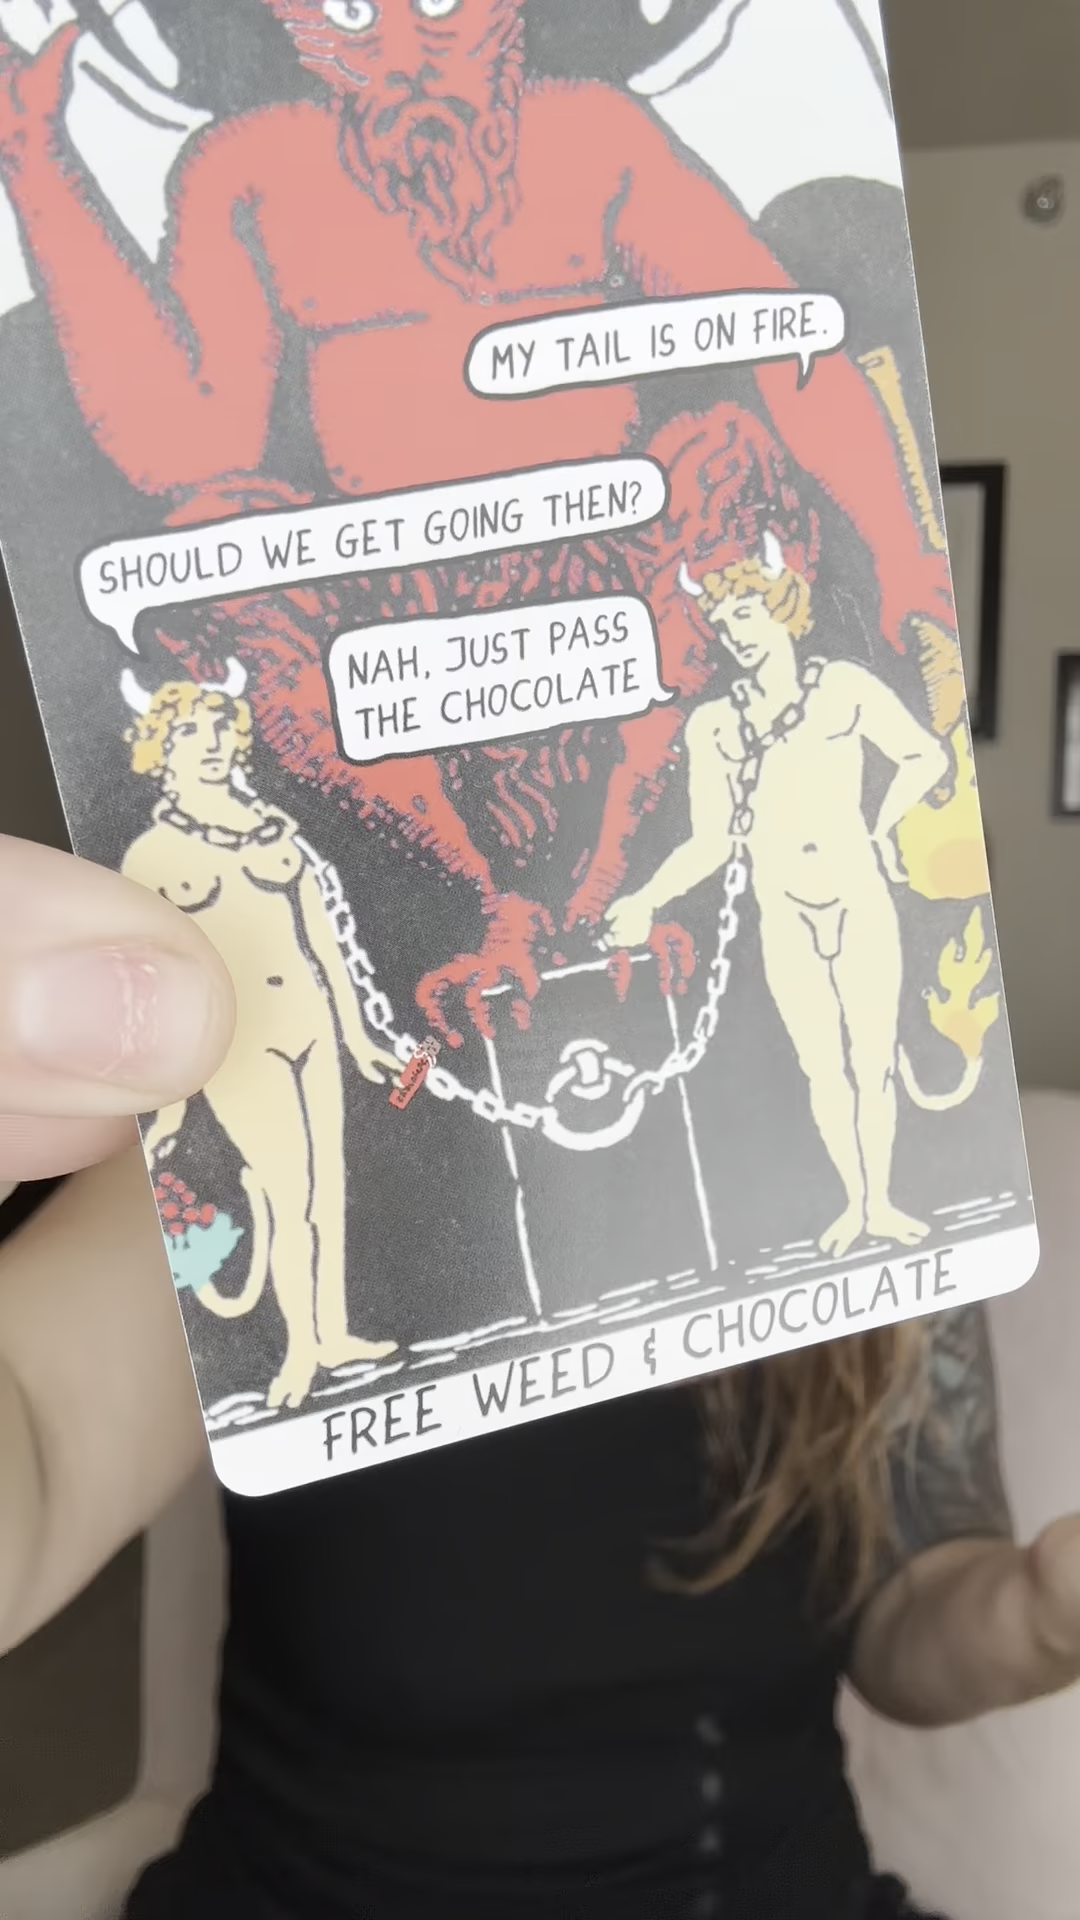 MY TAIL IS ON FIRE.
SHOULD WE GET GOING THEN?
NAH, JUST PASS
THE CHOCOLATE
FREE WEED & CHOCOLATE